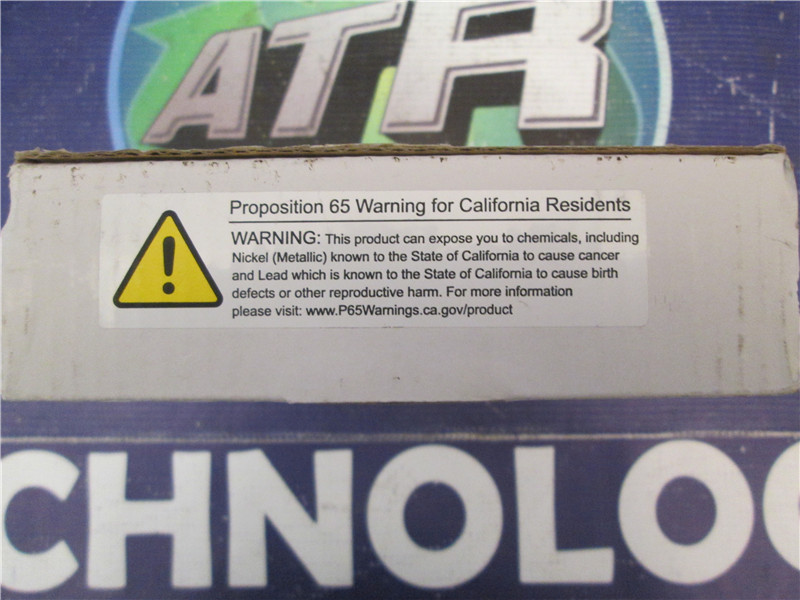 ATR
Proposition 65 Warning for California Residents
WARNING: This product can expose you to chemicals, including
Nickel (Metallic) known to the State of California to cause cancer
and Lead which is known to the State of California to cause birth
defects or other reproductive harm. For more information
please visit: www.P65Warnings.ca.gov/product
CHNOLOG